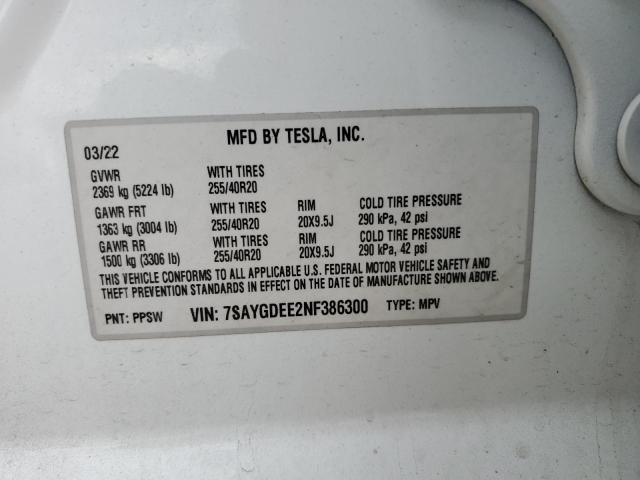 MFD BY TESLA, INC.
03/22
GVWR WITH TIRES
2369 kg (5224 lb) 255/40R20
GAWR FRT WITH TIRES RIM COLD TIRE PRESSURE
1363 kg (3004 lb) 255/40R20 20X9.5J 290 kPa, 42 psi
GAWR RR WITH TIRES RIM COLD TIRE PRESSURE
1500 kg (3306 lb) 255/40R20 20X9.5J 290 kPa, 42 psi
THIS VEHICLE CONFORMS TO ALL APPLICABLE U.S. FEDERAL MOTOR VEHICLE SAFETY AND
THEFT PREVENTION STANDARDS IN EFFECT ON THE DATE OF MANUFACTURE SHOWN ABOVE.
PNT: PPSW VIN: 7SAYGDEE2NF386300 TYPE: MPV